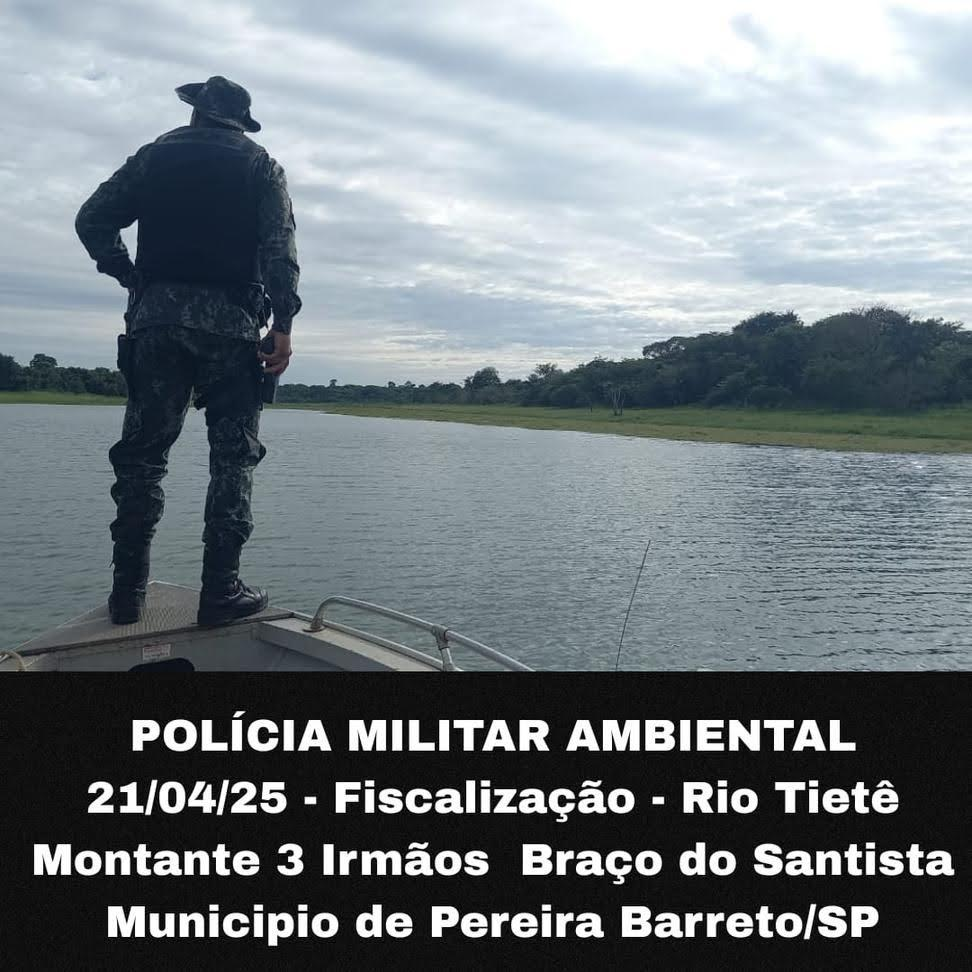 POLÍCIA MILITAR AMBIENTAL
21/04/25 - Fiscalização - Rio Tietê
Montante 3 Irmãos Braço do Santista
Municipio de Pereira Barreto/SP